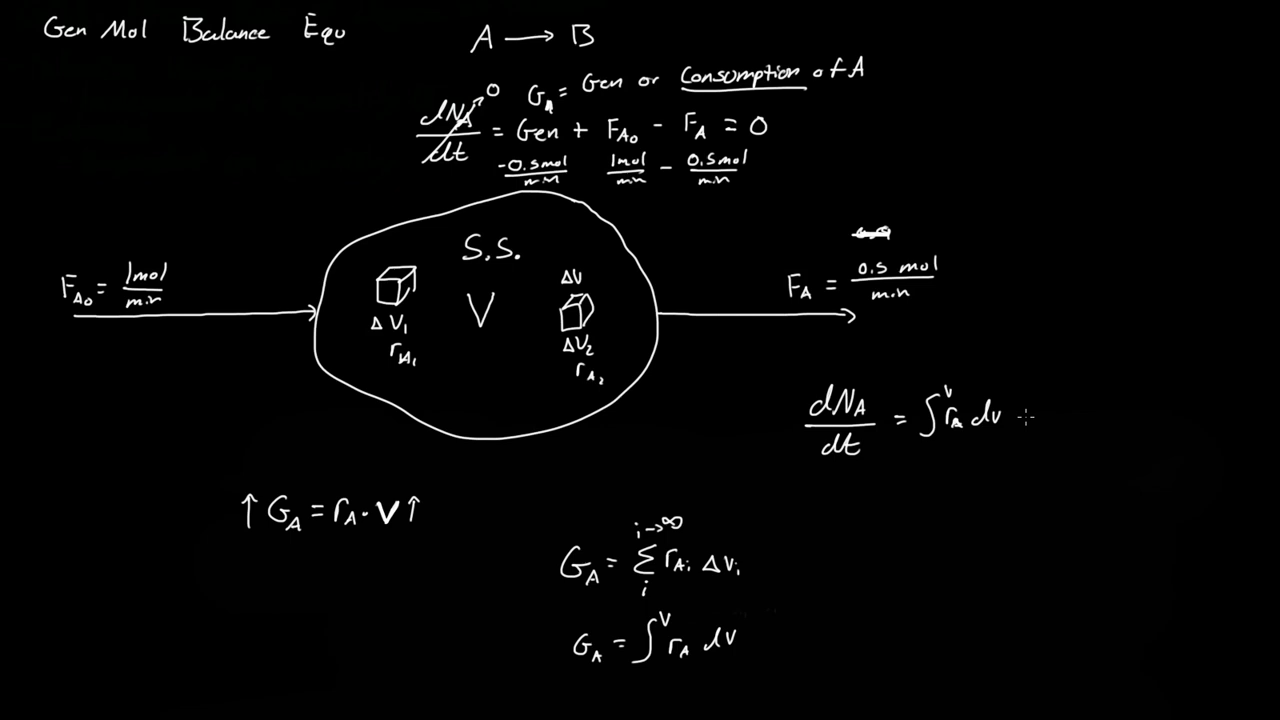 Gen Mol Balance Equ
A → B
G_A = Gen or Consumption of A
dN_A/dt → 0 = Gen + F_A0 - F_A = 0
-0.5mol/min 1mol/min - 0.5mol/min
S.S.
F_A0 = 1mol/min
ΔV
V
F_A = 0.5 mol/min
ΔV_1
r_A1
ΔV_2
r_A2
dN_A/dt = ∫^V r_A dV
↑ G_A = r_A · V ↑
G_A = Σ_i^{i→∞} r_Ai ΔV_i
G_A = ∫^V r_A dV